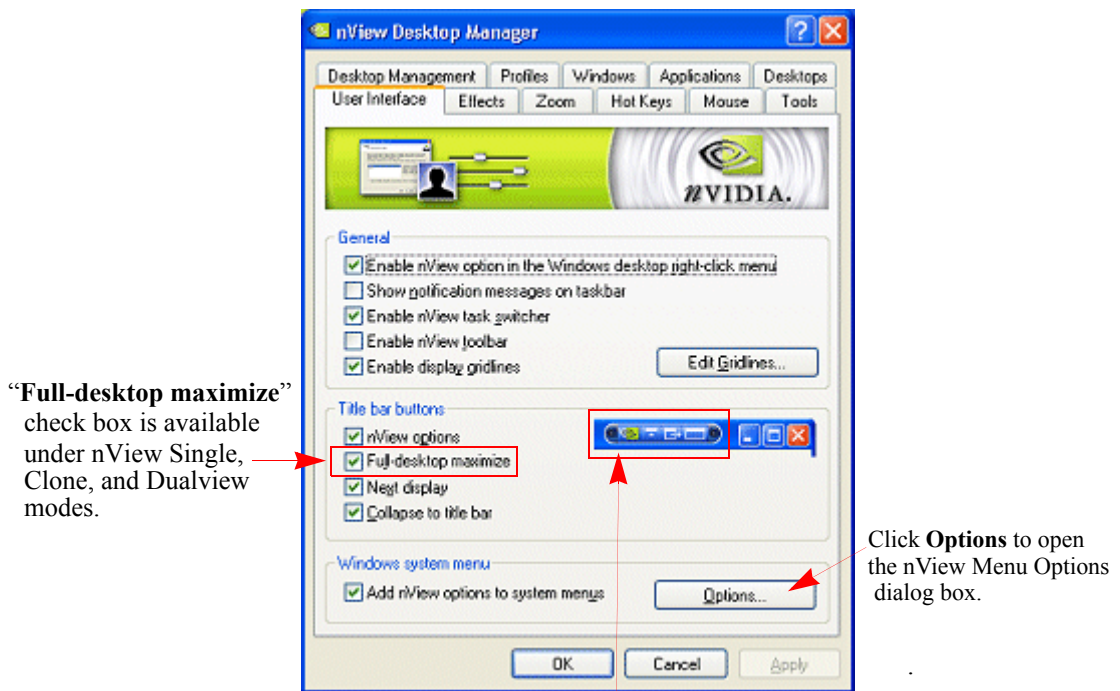 nView Desktop Manager
Desktop Management Profiles Windows Applications Desktops
User Interface Effects Zoom Hot Keys Mouse Tools
nVIDIA.
General
Enable nView option in the Windows desktop right-click menu
Show notification messages on taskbar
Enable nView task switcher
Enable nView toolbar
Enable display gridlines
Edit Gridlines...
“Full-desktop maximize”
check box is available
under nView Single,
Clone, and Dualview
modes.
Title bar buttons
nView options
Full-desktop maximize
Next display
Collapse to title bar
Click Options to open
the nView Menu Options
dialog box.
Windows system menu
Add nView options to system menus
Options...
OK Cancel Apply
.